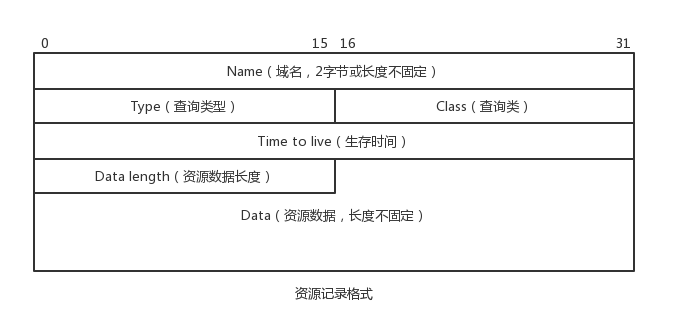 0 15 16 31
Name（域名，2字节或长度不固定）
Type（查询类型） Class（查询类）
Time to live（生存时间）
Data length（资源数据长度）
Data（资源数据，长度不固定）
资源记录格式